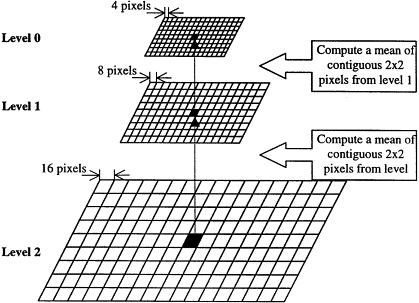 4 pixels
Level 0
Compute a mean of
contiguous 2x2
pixels from level 1
8 pixels
Level 1
Compute a mean of
contiguous 2x2
pixels from level
16 pixels
Level 2